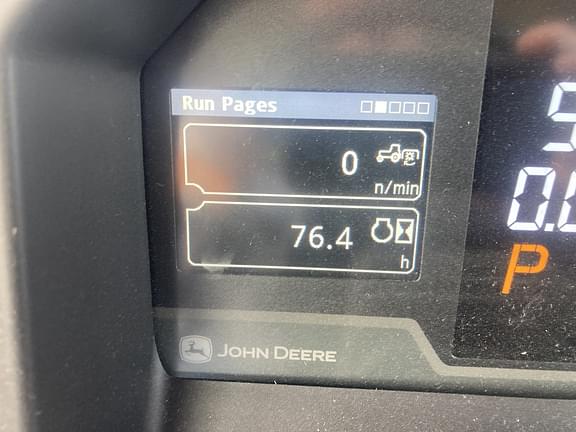 Run Pages
0
n/min
76.4
h
P
JOHN DEERE